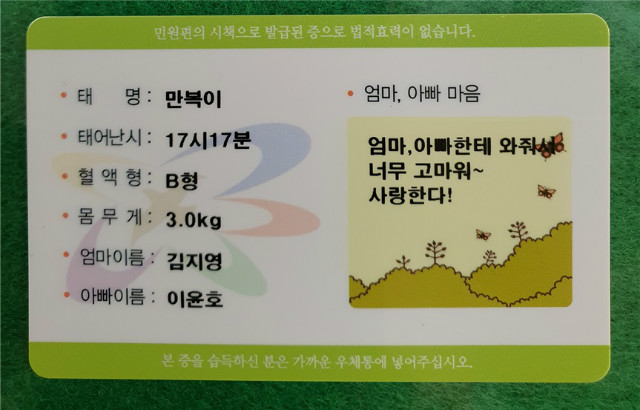 민원편의 시책으로 발급된 증으로 법적효력이 없습니다.
• 태 명 : 만복이
• 태어난시 : 17시17분
• 혈 액 형 : B형
• 몸 무 게 : 3.0kg
• 엄마이름 : 김지영
• 아빠이름 : 이윤호
• 엄마, 아빠 마음
엄마,아빠한테 와줘서
너무 고마워~
사랑한다!
본 증을 습득하신 분은 가까운 우체통에 넣어주십시오.